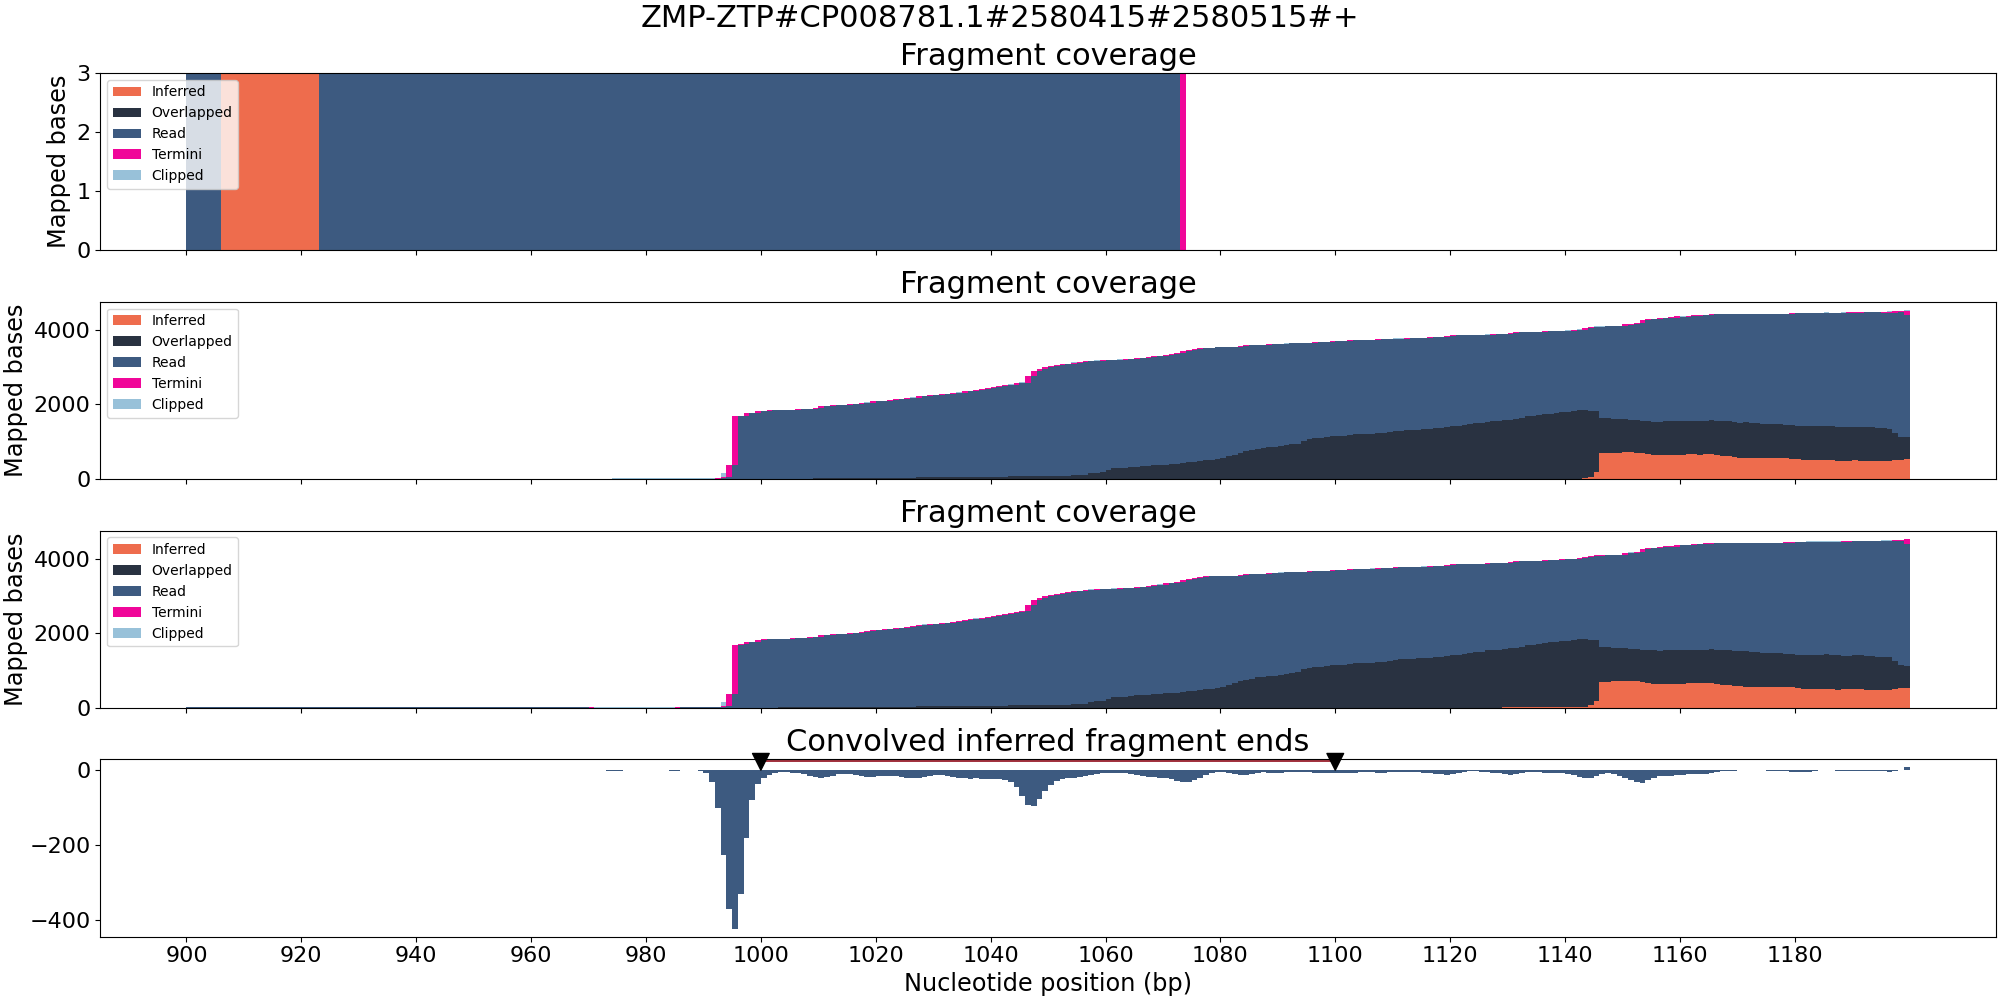 ZMP-ZTP#CP008781.1#2580415#2580515#+
Fragment coverage
Mapped bases
3
2
1
0
Inferred
Overlapped
Read
Termini
Clipped
Fragment coverage
Mapped bases
4000
2000
0
Inferred
Overlapped
Read
Termini
Clipped
Fragment coverage
Mapped bases
4000
2000
0
Inferred
Overlapped
Read
Termini
Clipped
Convolved inferred fragment ends
0
−200
−400
900 920 940 960 980 1000 1020 1040 1060 1080 1100 1120 1140 1160 1180
Nucleotide position (bp)